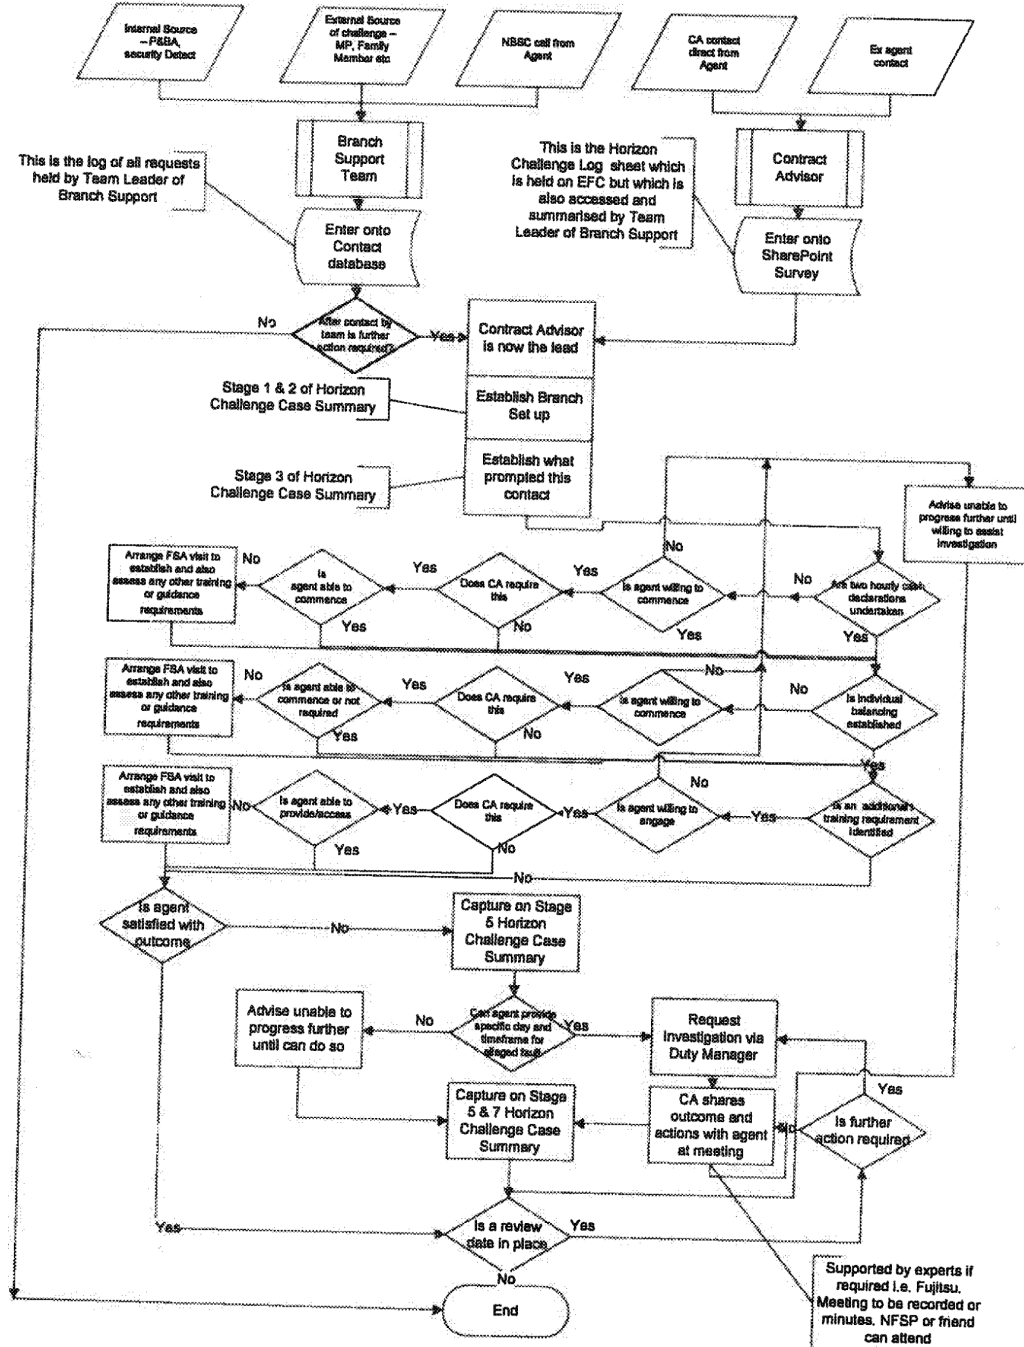 Internal Source
– P&BA,
security Detect
External Source
of challenge –
MP, Family
Member etc
NBSC call from
Agent
CA contact
direct from
Agent
Ex agent
contact
This is the log of all requests
held by Team Leader of
Branch Support
Branch
Support
Team
This is the Horizon
Challenge Log sheet which
is held on EFC but which is
also accessed and
summarised by Team
Leader of Branch Support
Contract
Advisor
Enter onto
Contact
database
Enter onto
SharePoint
Survey
No
After contact by
team is further
action required?
Yes
Contract Advisor
is now the lead
Stage 1 & 2 of Horizon
Challenge Case Summary
Establish Branch
Set up
Stage 3 of Horizon
Challenge Case Summary
Establish what
prompted this
contact
Advise unable to
progress further until
willing to assist
investigation
Arrange FSA visit to
establish and also
assess any other training
or guidance
requirements
No
Is
agent able to
commence
Yes
Yes
Does CA require
this
No
Yes
Is agent willing to
commence
No
Yes
No
Are two hourly cash
declarations
undertaken
Yes
Arrange FSA visit to
establish and also
assess any other training
or guidance
requirements
No
Is agent able to
commence or not
required
Yes
Yes
Does CA require
this
No
Yes
Is agent willing to
commence
No
No
Is individual
balancing
established
Yes
Arrange FSA visit to
establish and also
assess any other training
or guidance
requirements
No
Is agent able to
provide/access
Yes
Yes
Does CA require
this
No
Yes
Is agent willing to
engage
No
Yes
Is an additional
training requirement
identified
No
Is agent
satisfied with
outcome
No
Capture on Stage
5 Horizon
Challenge Case
Summary
Advise unable to
progress further
until can do so
No
Can agent provide
specific day and
timeframe for
alleged fault
Yes
Request
Investigation via
Duty Manager
Capture on Stage
5 & 7 Horizon
Challenge Case
Summary
CA shares
outcome and
actions with agent
at meeting
No
Is further
action required
Yes
Yes
Is a review
date in place
Yes
No
End
Supported by experts if
required i.e. Fujitsu.
Meeting to be recorded or
minutes. NFSP or friend
can attend